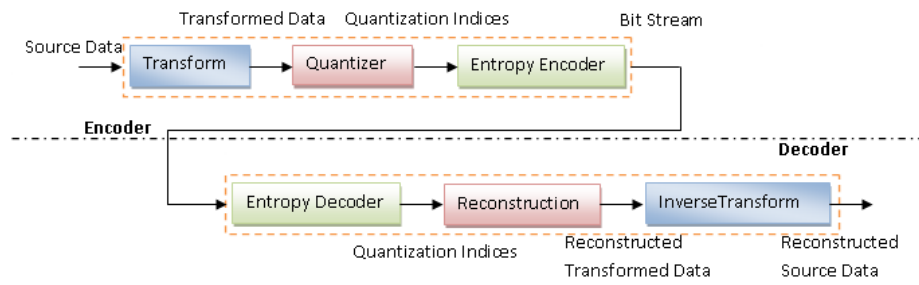 Transformed Data Quantization Indices Bit Stream
Source Data
Transform Quantizer Entropy Encoder
Encoder
Decoder
Entropy Decoder Reconstruction InverseTransform
Quantization Indices Reconstructed Reconstructed
Transformed Data Source Data